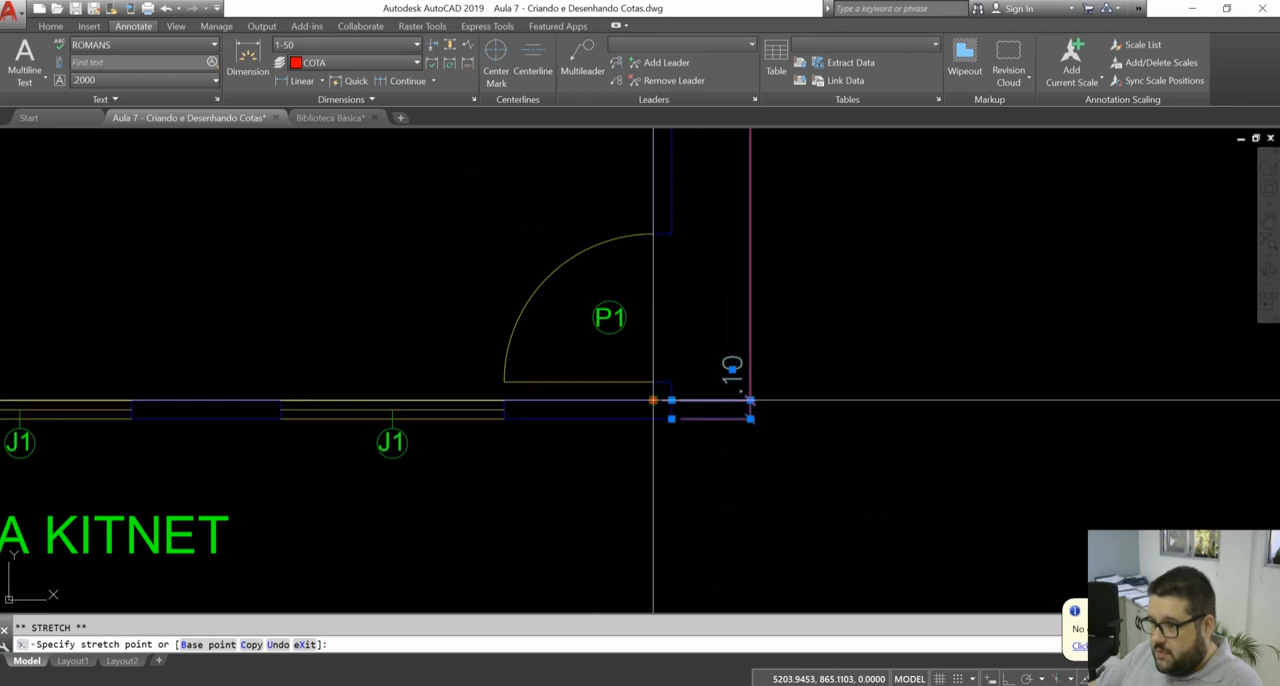 Autodesk AutoCAD 2019 Aula 7 - Criando e Desenhando Cotas.dwg
Type a keyword or phrase
Sign In
Home Insert Annotate View Manage Output Add-ins Collaborate Raster Tools Express Tools Featured Apps
Multiline Text
ROMANS
Find text
.2000
Text
Dimension
1-50
COTA
Linear Quick Continue
Dimensions
Center Mark
Centerline
Centerlines
Multileader
Add Leader
Remove Leader
Leaders
Table
Extract Data
Link Data
Tables
Wipeout
Revision Cloud
Markup
Add Current Scale
Scale List
Add/Delete Scales
Sync Scale Positions
Annotation Scaling
Start
Aula 7 - Criando e Desenhando Cotas*
Biblioteca Básica*
P1
.10
J1
J1
A KITNET
Y
X
No
Clic
** STRETCH **
Specify stretch point or [Base point Copy Undo eXit]:
Model Layout1 Layout2
5203.9453, 865.1103, 0.0000 MODEL